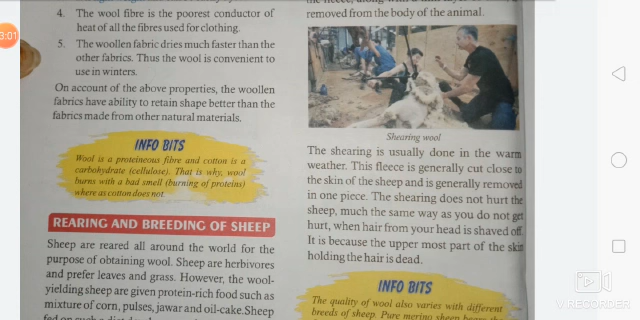 3:01
4. The wool fibre is the poorest conductor of
heat of all the fibres used for clothing.
5. The woollen fabric dries much faster than the
other fabrics. Thus the wool is convenient to
use in winters.
On account of the above properties, the woollen
fabrics have ability to retain shape better than the
fabrics made from other natural materials.
INFO BITS
Wool is a proteineous fibre and cotton is a
carbohydrate (cellulose). That is why, wool
burns with a bad smell (burning of proteins)
where as cotton does not.
REARING AND BREEDING OF SHEEP
Sheep are reared all around the world for the
purpose of obtaining wool. Sheep are herbivores
and prefer leaves and grass. However, the wool-
yielding sheep are given protein-rich food such as
mixture of corn, pulses, jawar and oil-cake. Sheep
removed from the body of the animal.
Shearing wool
The shearing is usually done in the warm
weather. This fleece is generally cut close to
the skin of the sheep and is generally removed
in one piece. The shearing does not hurt the
sheep, much the same way as you do not get
hurt, when hair from your head is shaved off.
It is because the upper most part of the skin
holding the hair is dead.
INFO BITS
The quality of wool also varies with different
breeds of sheep. Pure merino sheep
V RECORDER